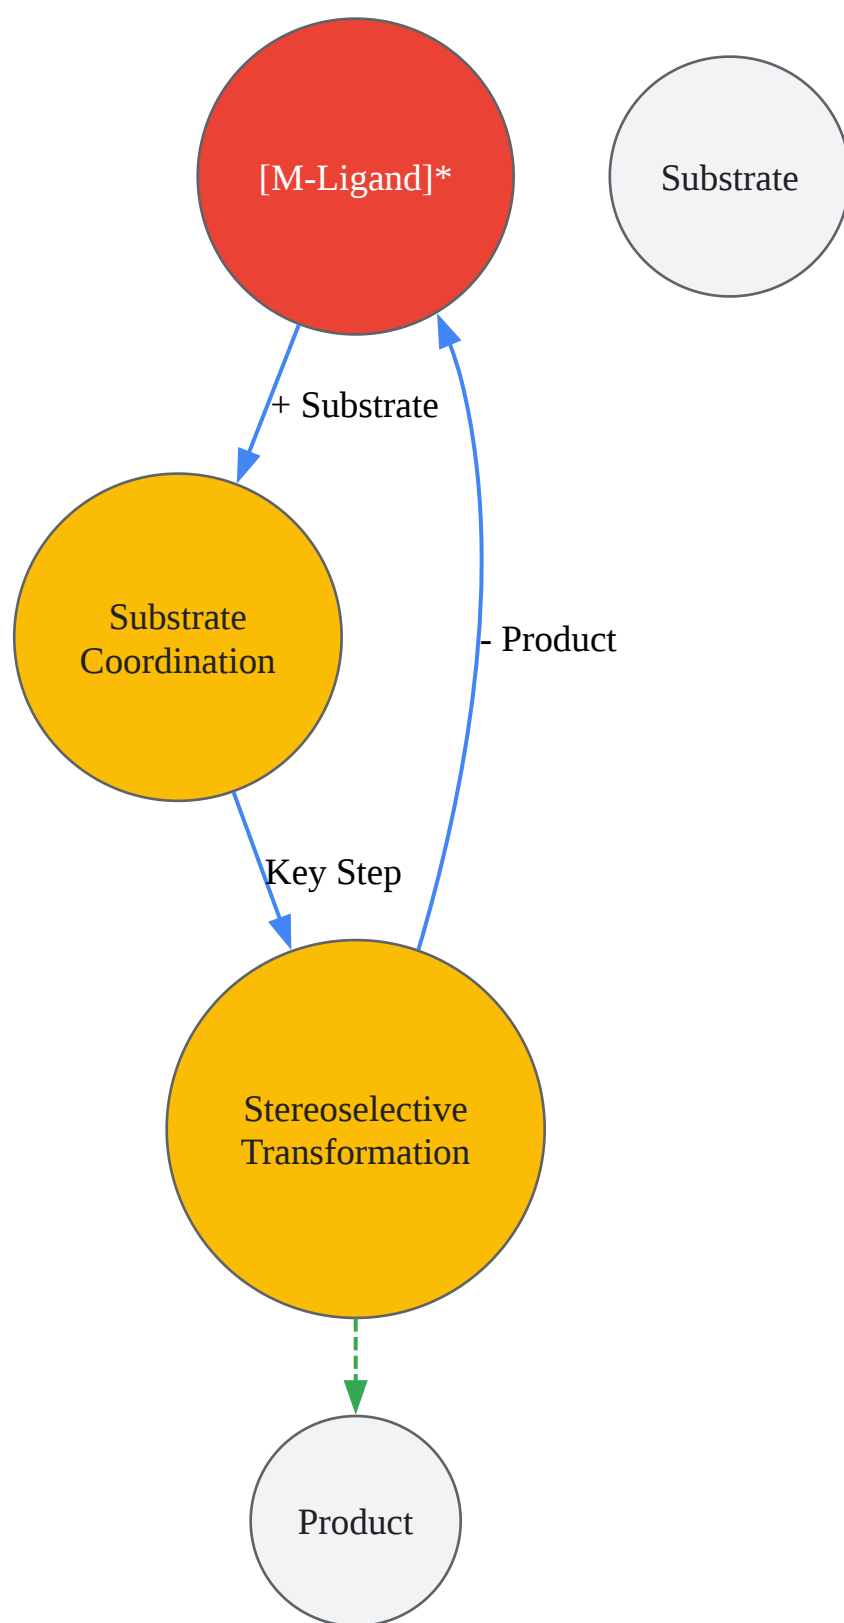 [M-Ligand]*
Substrate
+ Substrate
Substrate
Coordination
- Product
Key Step
Stereoselective
Transformation
Product